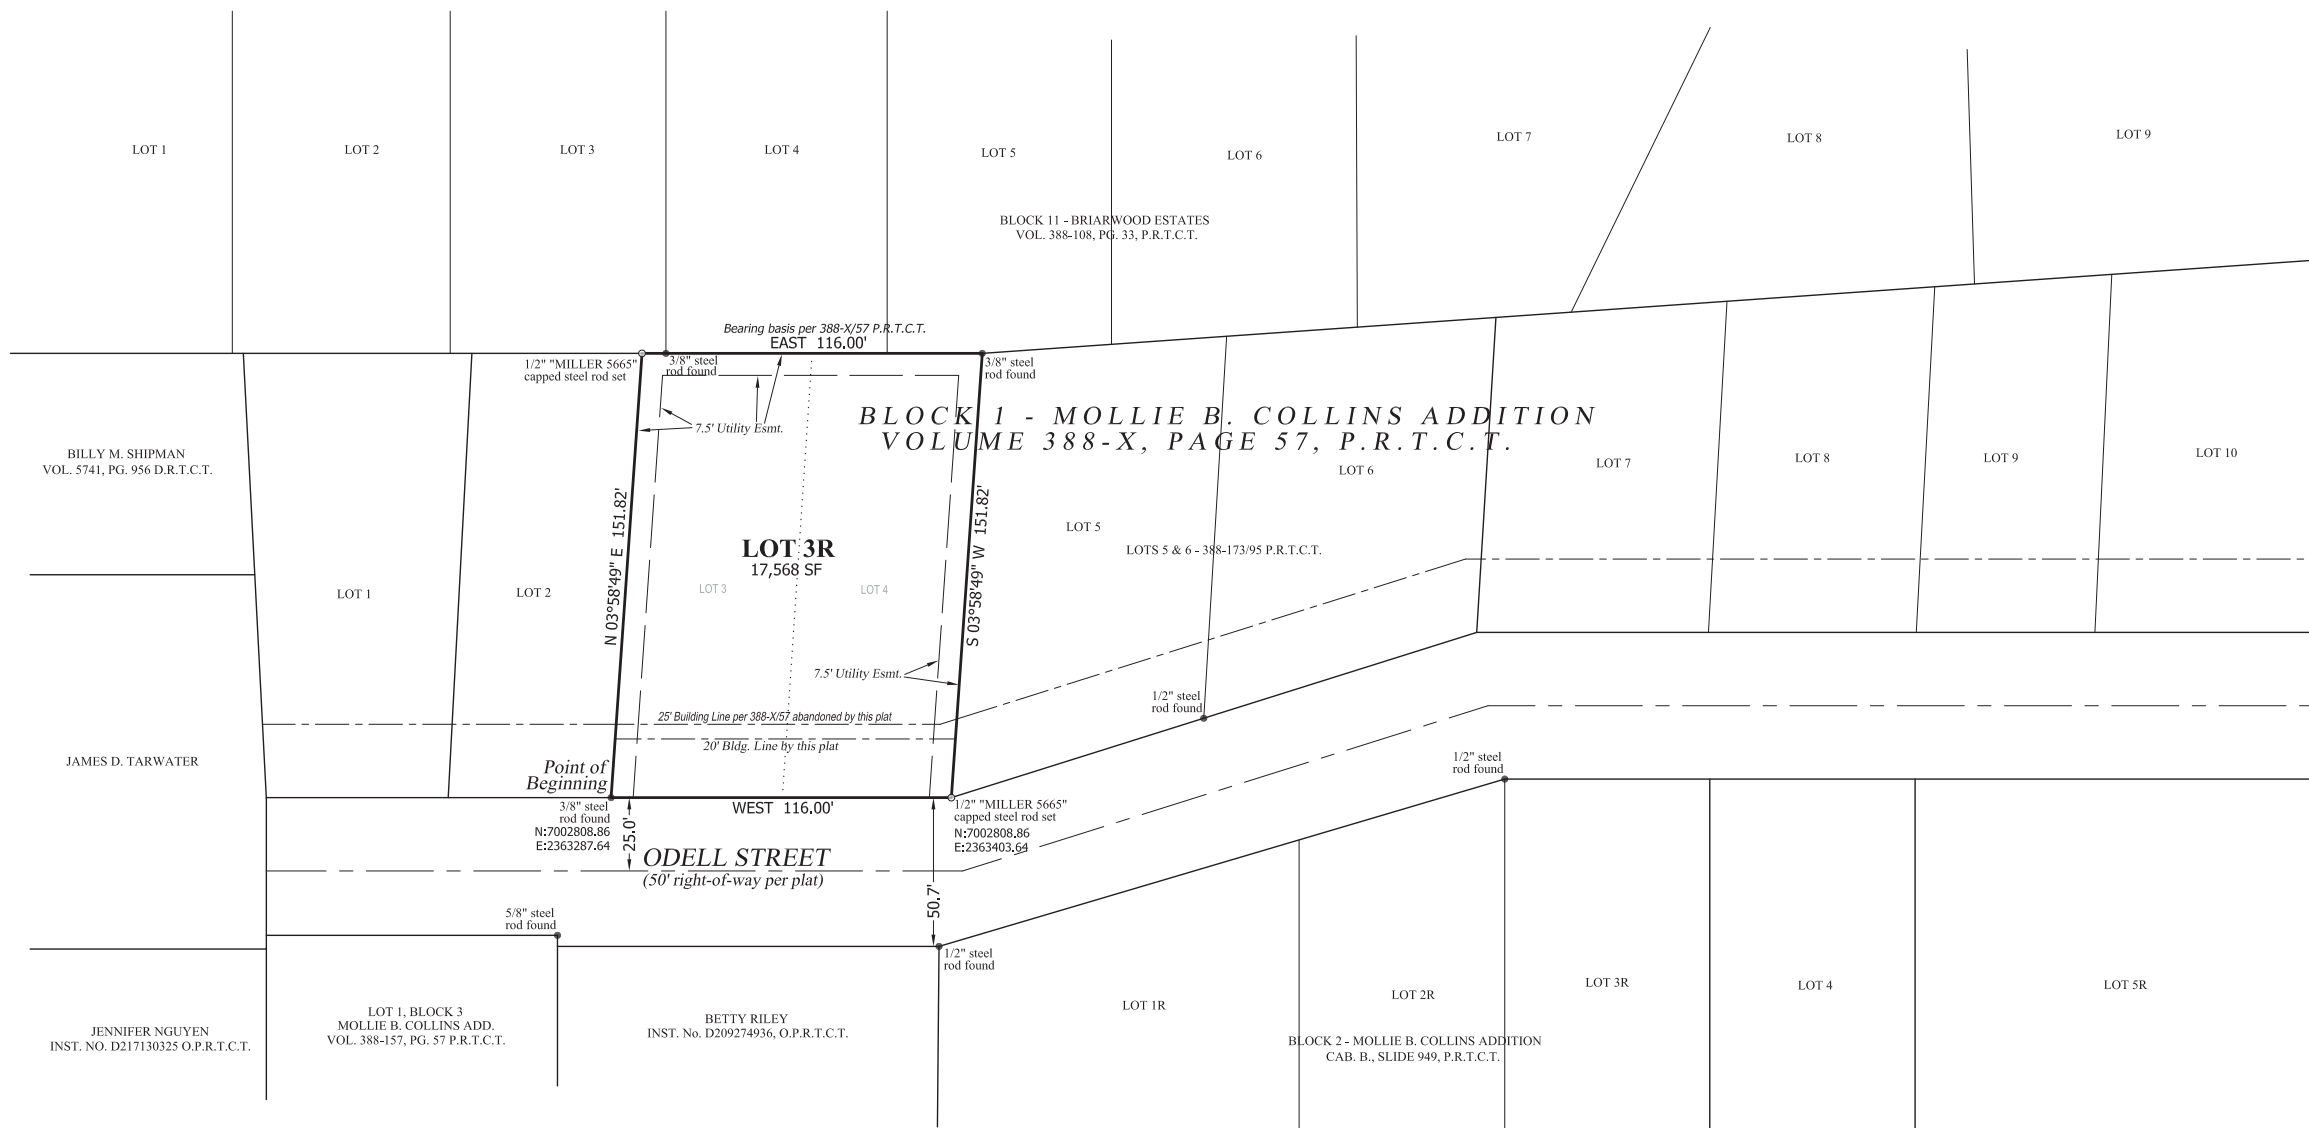 LOT 1
LOT 2
LOT 3
LOT 4
LOT 5
LOT 6
LOT 7
LOT 8
LOT 9
BLOCK 11 - BRIARWOOD ESTATES
VOL. 388-108, PG. 33, P.R.T.C.T.
Bearing basis per 388-X/57 P.R.T.C.T.
EAST 116.00'
1/2" "MILLER 5665"
capped steel rod set
3/8" steel
rod found
3/8" steel
rod found
7.5' Utility Esmt.
BLOCK 1 - MOLLIE B. COLLINS ADDITION
VOLUME 388-X, PAGE 57, P.R.T.C.T.
BILLY M. SHIPMAN
VOL. 5741, PG. 956 D.R.T.C.T.
LOT 6
LOT 7
LOT 8
LOT 9
LOT 10
N 03°58'49" E 151.82'
S 03°58'49" W 151.82'
LOT 5
LOTS 5 & 6 - 388-173/95 P.R.T.C.T.
LOT 3R
17,568 SF
LOT 1
LOT 2
LOT 3
LOT 4
7.5' Utility Esmt.
1/2" steel
rod found
25' Building Line per 388-X/57 abandoned by this plat
20' Bldg. Line by this plat
JAMES D. TARWATER
Point of
Beginning
1/2" steel
rod found
WEST 116.00'
3/8" steel
rod found
N:7002808.86
E:2363287.64
1/2" "MILLER 5665"
capped steel rod set
N:7002808.86
E:2363403.64
25.0'
ODELL STREET
(50' right-of-way per plat)
50.7'
5/8" steel
rod found
1/2" steel
rod found
JENNIFER NGUYEN
INST. NO. D217130325 O.P.R.T.C.T.
LOT 1, BLOCK 3
MOLLIE B. COLLINS ADD.
VOL. 388-157, PG. 57 P.R.T.C.T.
BETTY RILEY
INST. No. D209274936, O.P.R.T.C.T.
LOT 1R
LOT 2R
LOT 3R
LOT 4
LOT 5R
BLOCK 2 - MOLLIE B. COLLINS ADDITION
CAB. B., SLIDE 949, P.R.T.C.T.